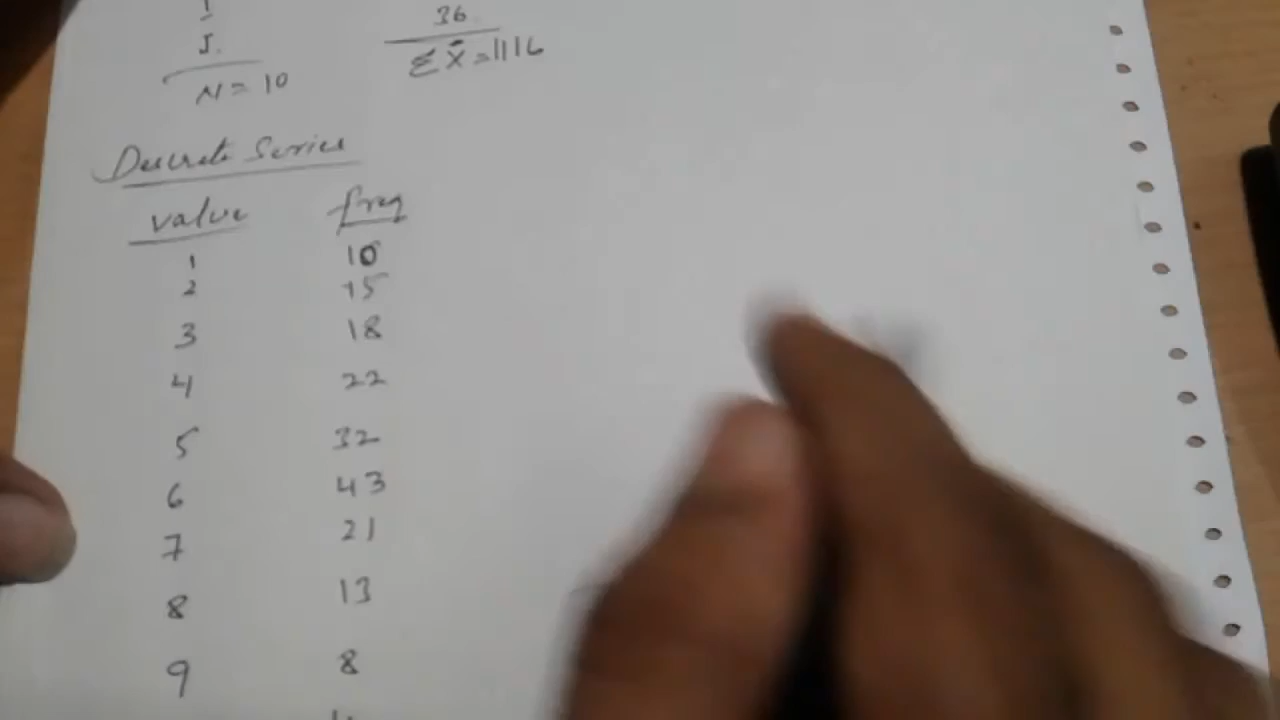 I
J.
N = 10
36
Σ X = 1116
Discrete Series
value freq
1 10
2 15
3 18
4 22
5 32
6 43
7 21
8 13
9 8